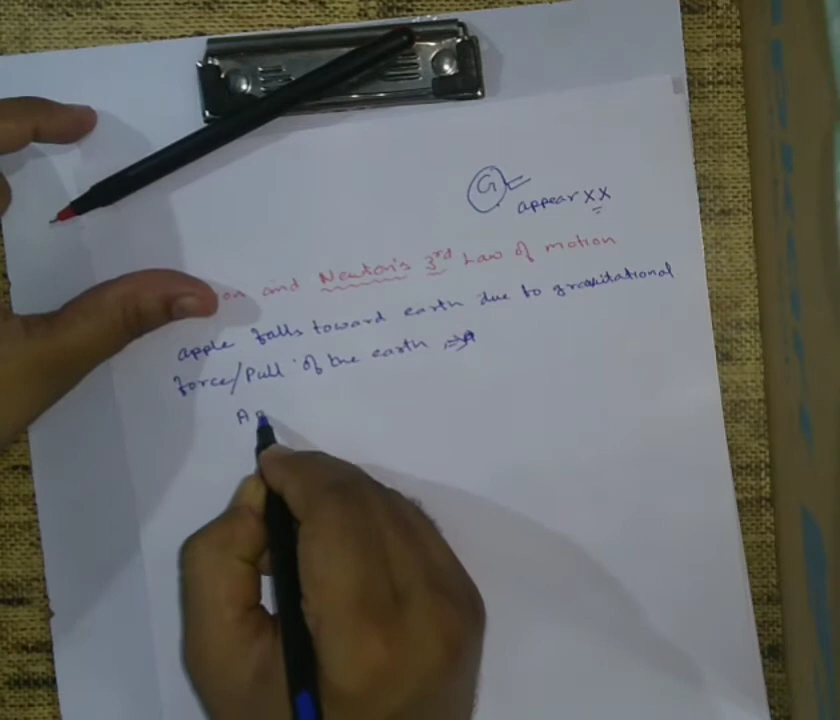 G
appear XX
on and Newton's 3rd Law of motion
apple falls toward earth due to gravitational
force/Pull of the earth ⇒
A